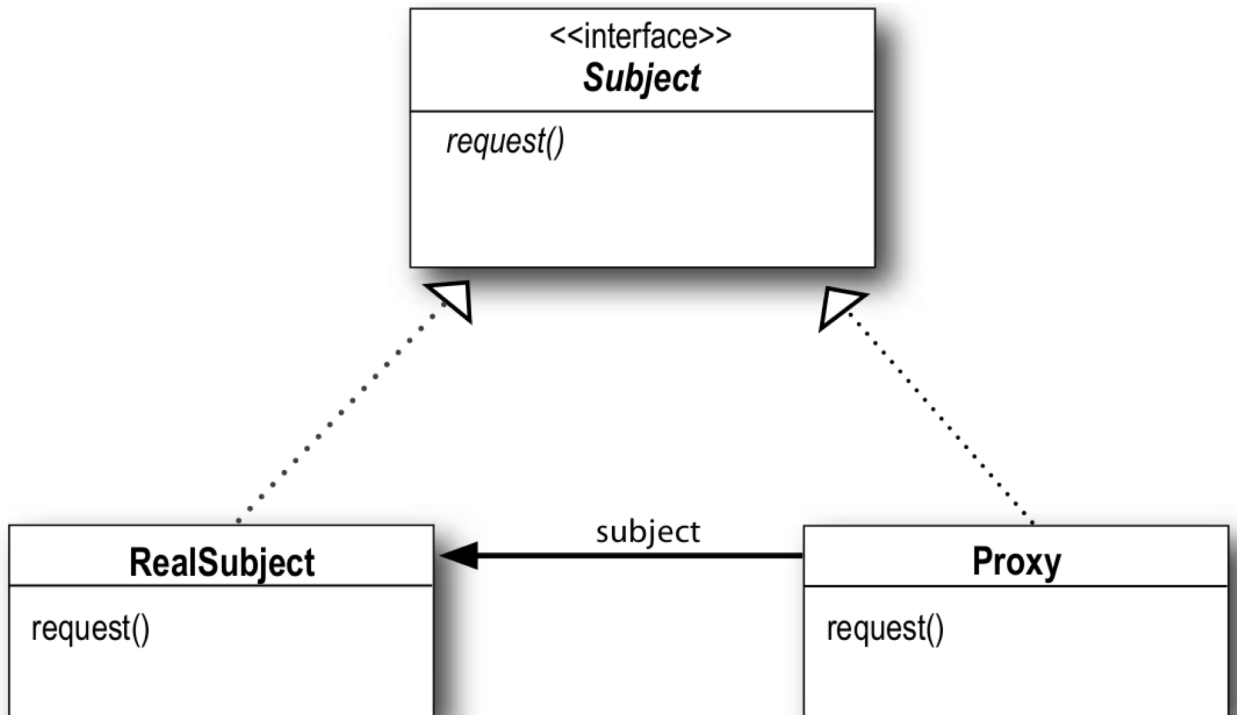 <<interface>>
Subject
request()
subject
RealSubject
Proxy
request()
request()